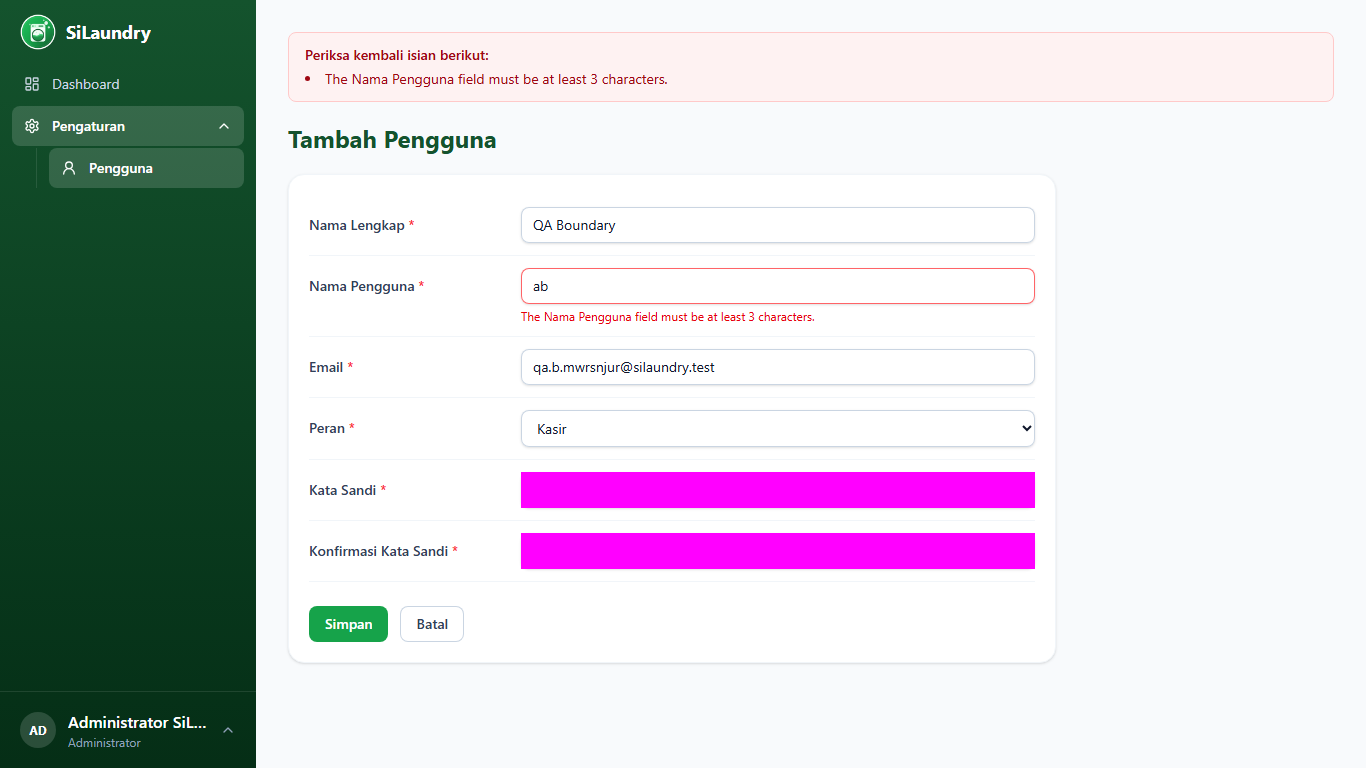 SiLaundry
Dashboard
Pengaturan
Pengguna
Periksa kembali isian berikut:
• The Nama Pengguna field must be at least 3 characters.
Tambah Pengguna
Nama Lengkap * QA Boundary
Nama Pengguna * ab
The Nama Pengguna field must be at least 3 characters.
Email * qa.b.mwrsnjur@silaundry.test
Peran * Kasir
Kata Sandi *
Konfirmasi Kata Sandi *
Simpan Batal
AD Administrator SiL...
Administrator